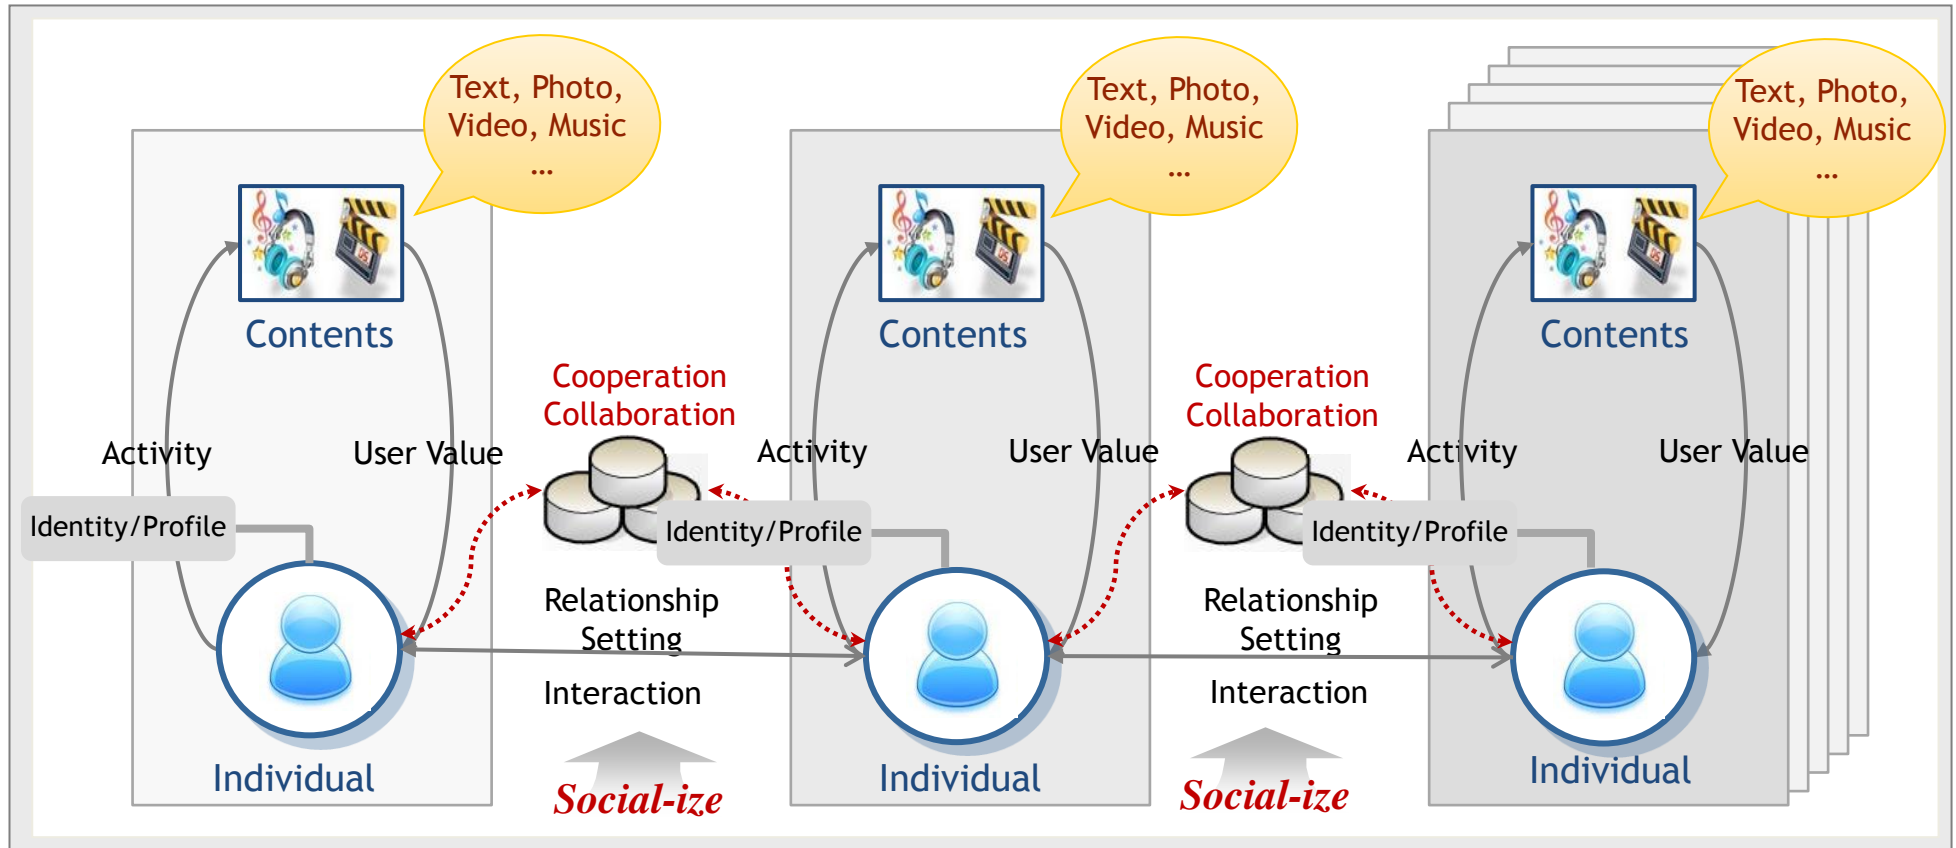 Text, Photo,
Video, Music
...
Text, Photo,
Video, Music
...
Text, Photo,
Video, Music
...
Contents
Contents
Contents
Cooperation
Collaboration
Cooperation
Collaboration
Activity
User Value
Activity
User Value
Activity
User Value
Identity/Profile
Identity/Profile
Identity/Profile
Relationship
Setting
Interaction
Relationship
Setting
Interaction
Individual
Individual
Individual
Social-ize
Social-ize